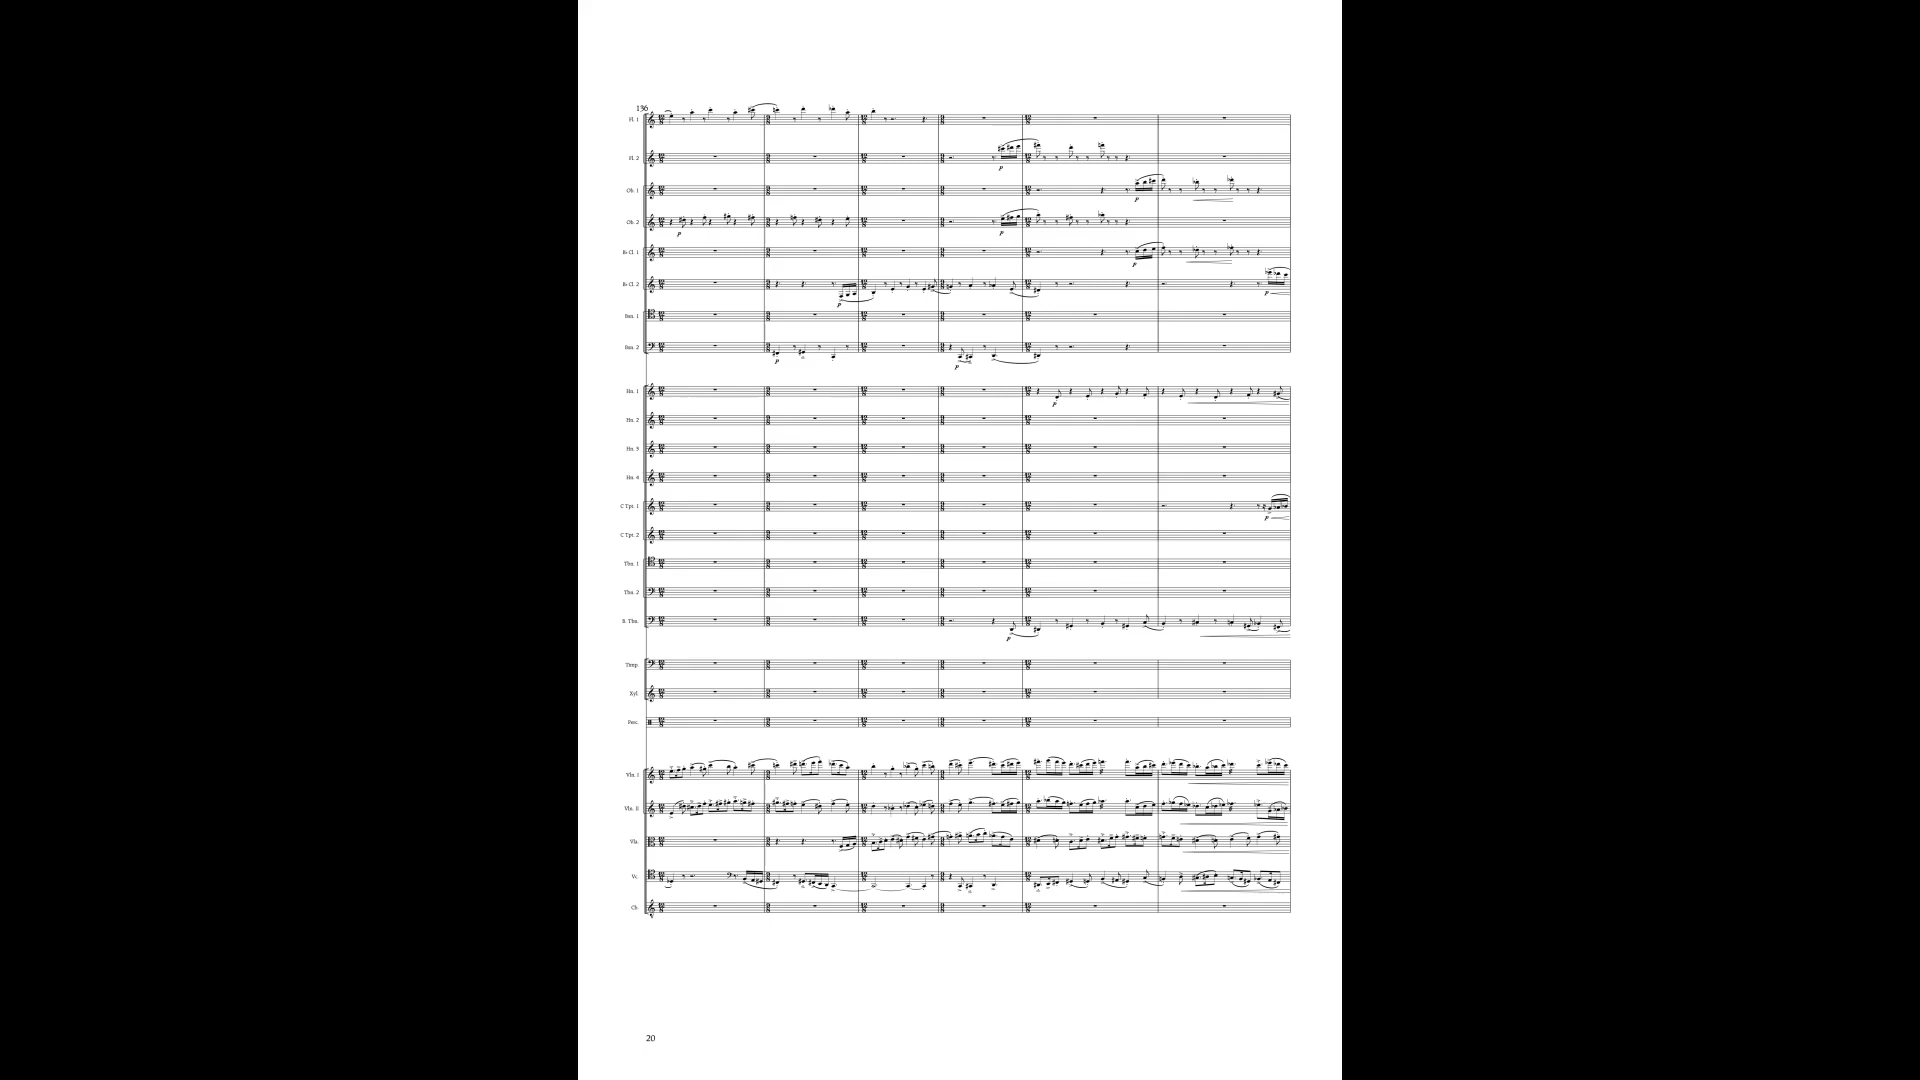 136
Fl. 1
Fl. 2
Ob. 1
Ob. 2
B♭ Cl. 1
B♭ Cl. 2
Bsn. 1
Bsn. 2
Hn. 1
Hn. 2
Hn. 3
Hn. 4
C Tpt. 1
C Tpt. 2
Tbn. 1
Tbn. 2
B. Tbn.
Timp.
Xyl.
Perc.
Vln. I
Vln. II
Vla.
Vc.
Cb.
20